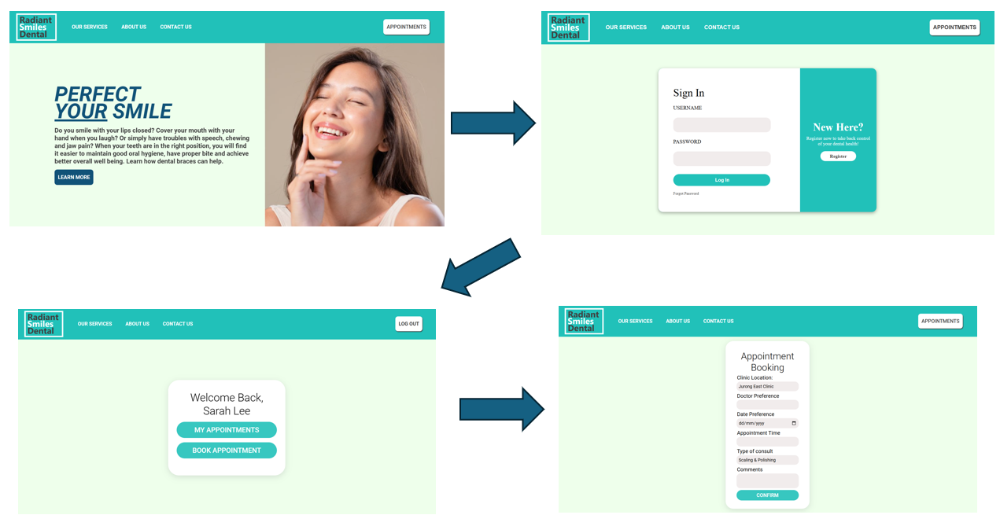 Radiant
Smiles
Dental
OUR SERVICES
ABOUT US
CONTACT US
APPOINTMENTS
PERFECT
YOUR SMILE
Do you smile with your lips closed? Cover your mouth with your
hand when you laugh? Or simply have troubles with speech, chewing
and jaw pain? When your teeth are in the right position, you will find
it easier to maintain good oral hygiene, have proper bite and achieve
better overall well being. Learn how dental braces can help.
LEARN MORE
Radiant
Smiles
Dental
OUR SERVICES
ABOUT US
CONTACT US
APPOINTMENTS
Sign In
USERNAME
PASSWORD
Log In
Forgot Password
New Here?
Register now to take back control
of your dental health!
Register
Radiant
Smiles
Dental
OUR SERVICES
ABOUT US
CONTACT US
LOG OUT
Welcome Back,
Sarah Lee
MY APPOINTMENTS
BOOK APPOINTMENT
Radiant
Smiles
Dental
OUR SERVICES
ABOUT US
CONTACT US
APPOINTMENTS
Appointment
Booking
Clinic Location:
Jurong East Clinic
Doctor Preference
Date Preference
dd/mm/yyyy
Appointment Time
Type of consult
Scaling & Polishing
Comments
CONFIRM